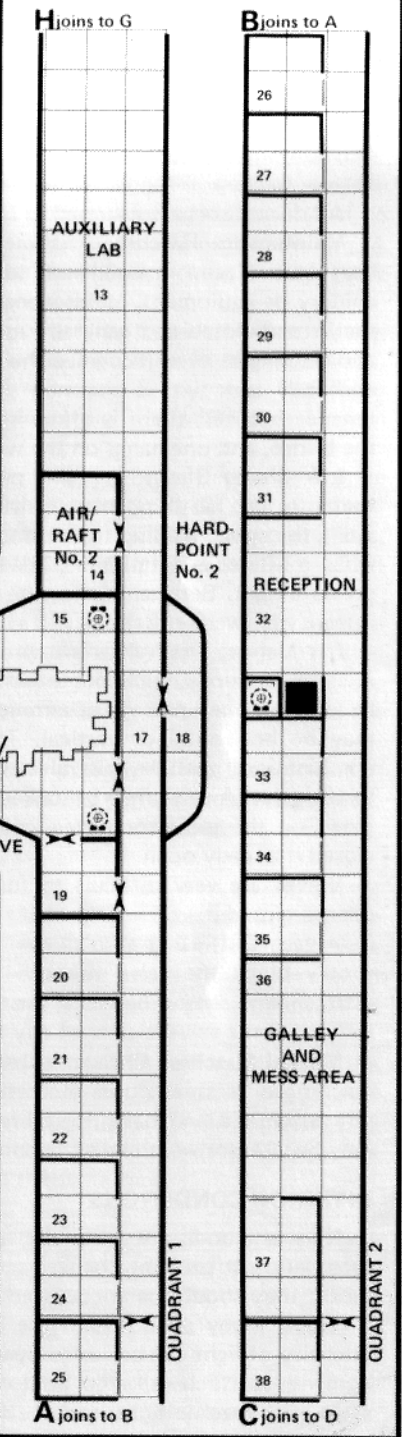 H joins to G
AUXILIARY
LAB
13
AIR/
RAFT
No. 2
14
HARD-
POINT
No. 2
15
17
18
VE
19
20
21
22
23
24
25
QUADRANT 1
A joins to B
B joins to A
26
27
28
29
30
31
RECEPTION
32
33
34
35
36
GALLEY
AND
MESS AREA
37
38
QUADRANT 2
C joins to D